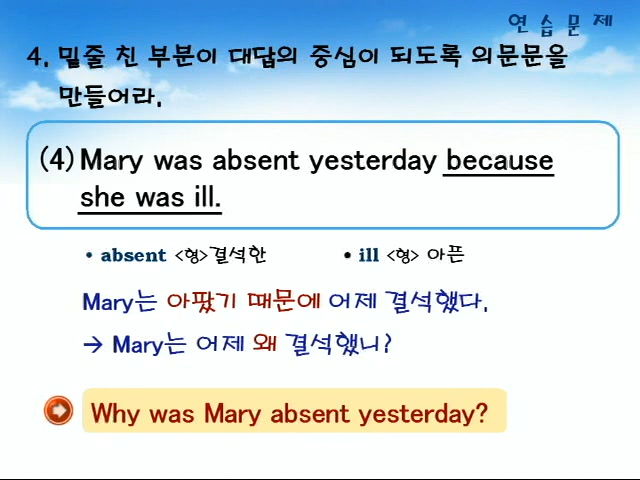 연 습 문 제
4. 밑줄 친 부분이 대답의 중심이 되도록 의문문을
만들어라.
(4) Mary was absent yesterday because
she was ill.
• absent <형>결석한 • ill <형> 아픈
Mary는 아팠기 때문에 어제 결석했다.
→ Mary는 어제 왜 결석했니?
Why was Mary absent yesterday?